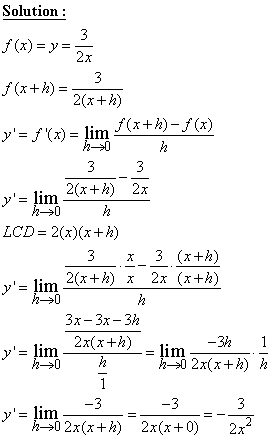 Solution :
f(x) = y = 3/2x
f(x+h) = 3/2(x+h)
y' = f'(x) = lim h→0 f(x+h) − f(x) / h
y' = lim h→0 (3/2(x+h) − 3/2x) / h
LCD = 2(x)(x+h)
y' = lim h→0 (3/2(x+h) · x/x − 3/2x · (x+h)/(x+h)) / h
y' = lim h→0 ((3x−3x−3h)/2x(x+h)) / (h/1) = lim h→0 −3h/2x(x+h) · 1/h
y' = lim h→0 −3/2x(x+h) = −3/2x(x+0) = −3/2x²